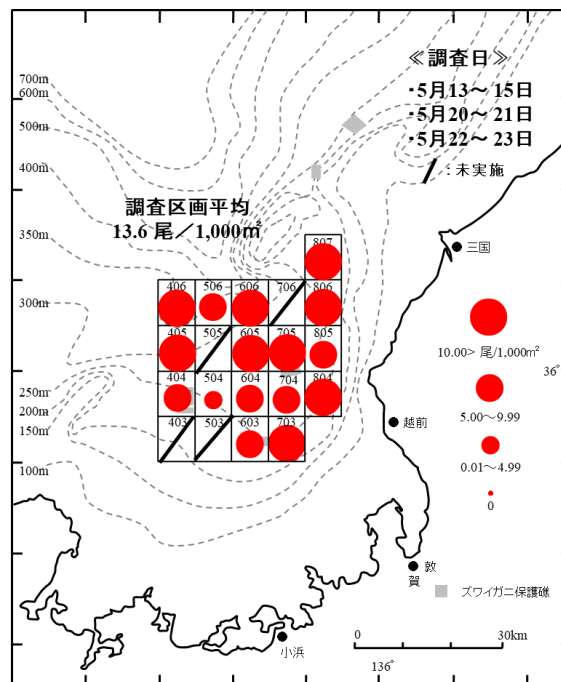 ≪調査日≫
・5月13～15日
・5月20～21日
・5月22～23日
：未実施
700m
600m
500m
400m
350m
300m
250m
200m
150m
100m
調査区画平均
13.6 尾／1,000㎡
807
406 506 606 706 806
405 505 605 705 805
404 504 604 704 804
403 503 603 703
三国
越前
敦
賀
小浜
10.00> 尾/1,000㎡
5.00～9.99
0.01～4.99
0
36°
ズワイガニ保護礁
0 30km
136°